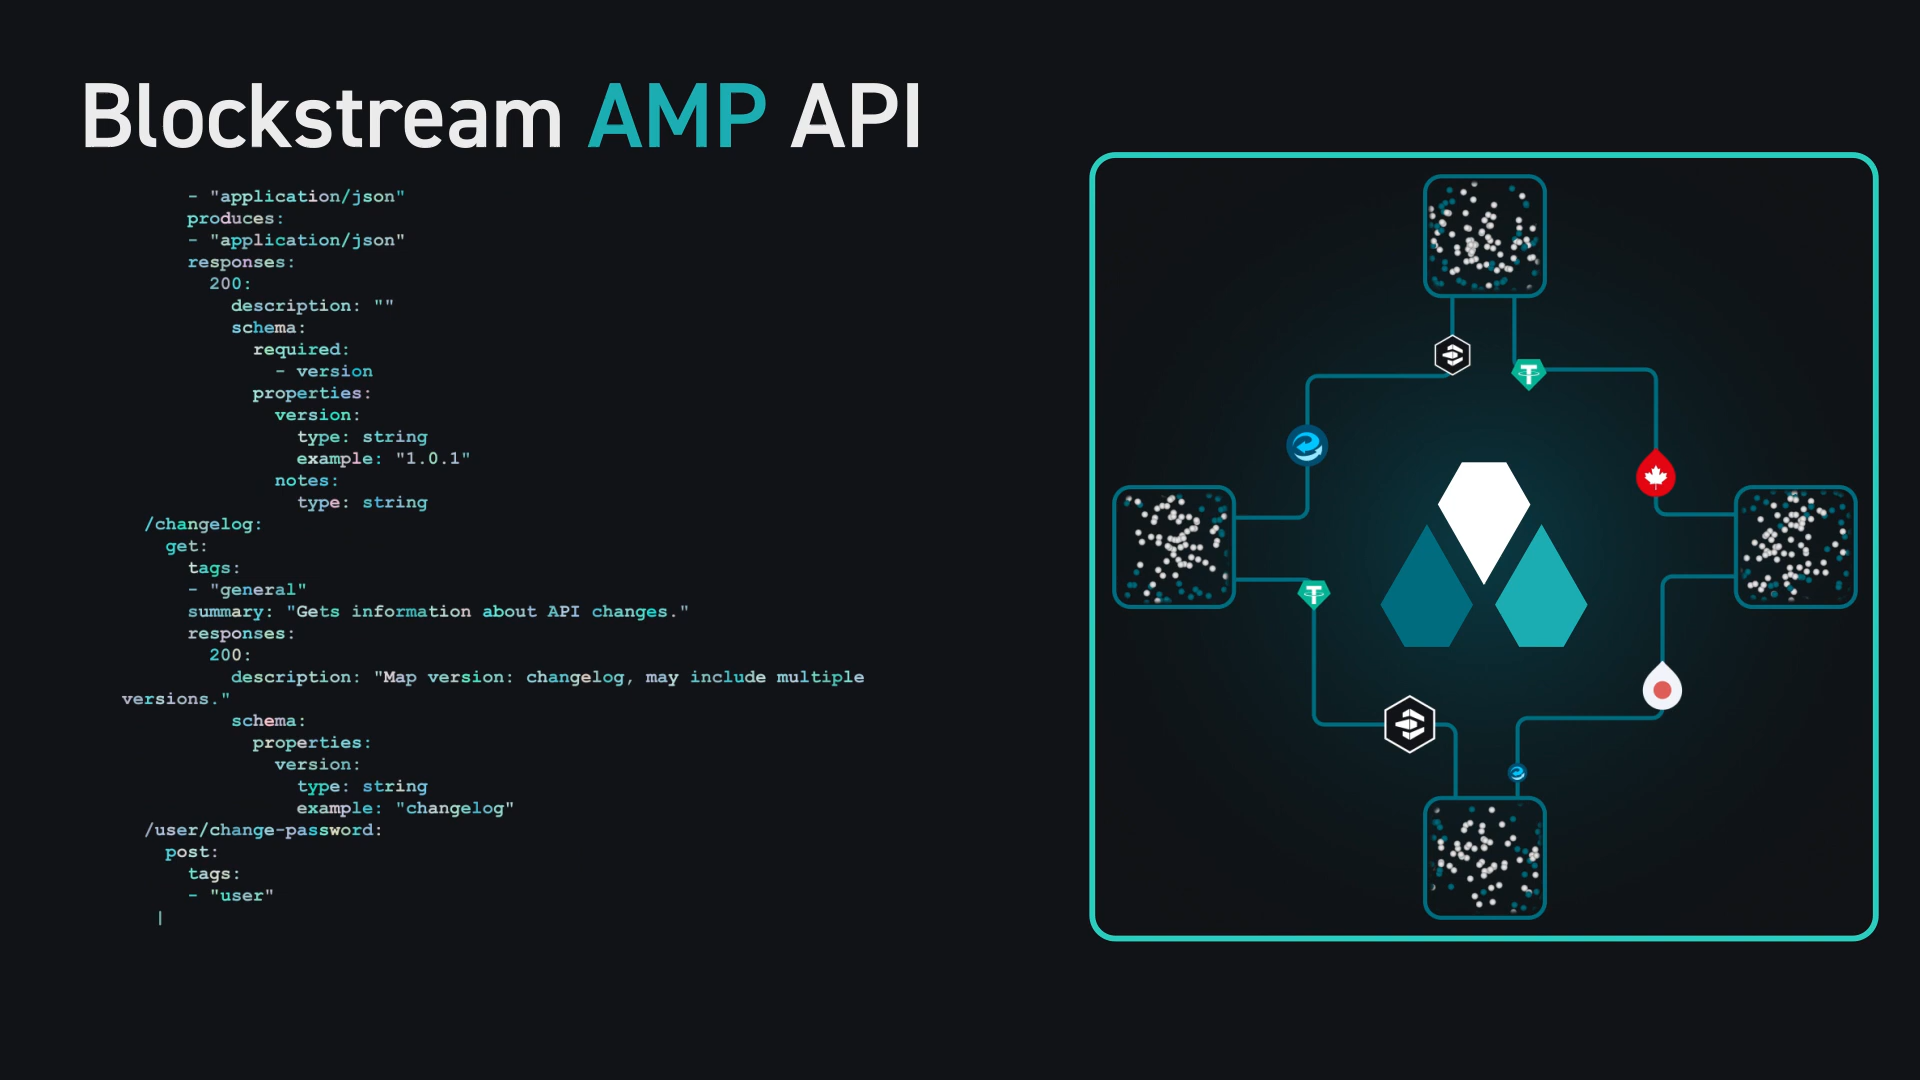 Blockstream AMP API
- "application/json"
produces:
- "application/json"
responses:
200:
description: ""
schema:
required:
- version
properties:
version:
type: string
example: "1.0.1"
notes:
type: string
/changelog:
get:
tags:
- "general"
summary: "Gets information about API changes."
responses:
200:
description: "Map version: changelog, may include multiple
versions."
schema:
properties:
version:
type: string
example: "changelog"
/user/change-password:
post:
tags:
- "user"